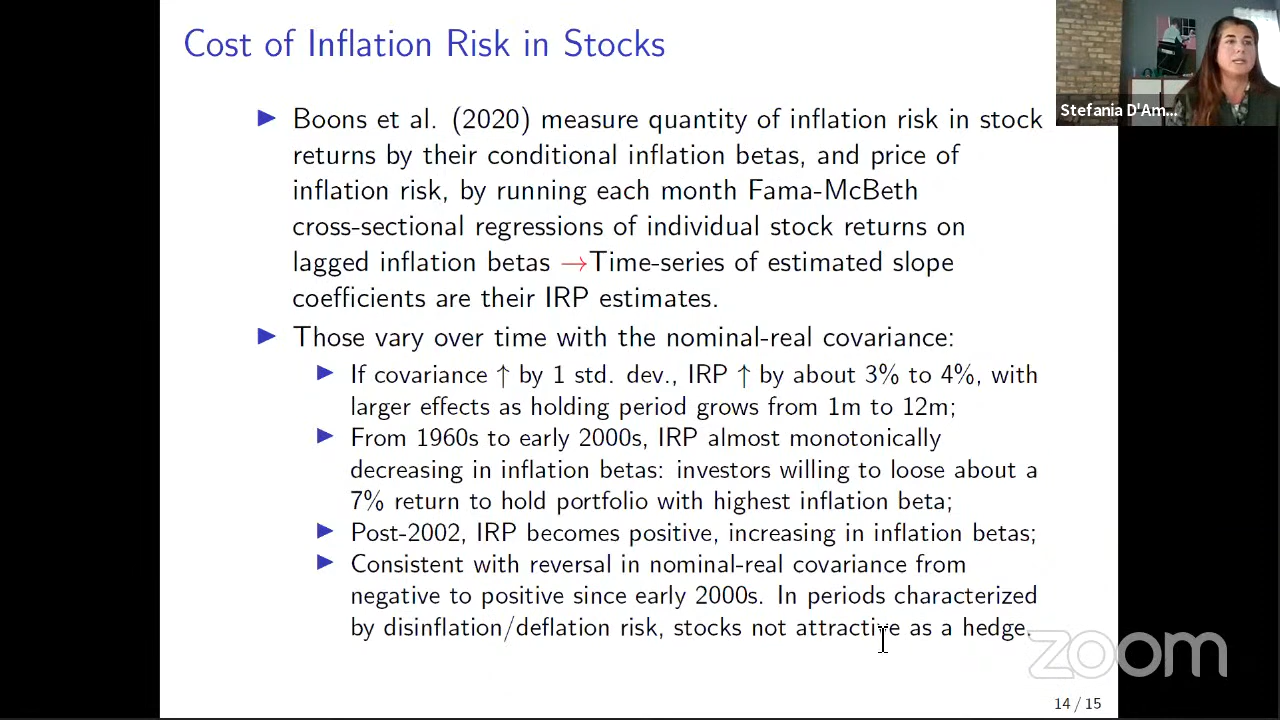 Cost of Inflation Risk in Stocks
Stefania D'Am...
Boons et al. (2020) measure quantity of inflation risk in stock
returns by their conditional inflation betas, and price of
inflation risk, by running each month Fama-McBeth
cross-sectional regressions of individual stock returns on
lagged inflation betas →Time-series of estimated slope
coefficients are their IRP estimates.
Those vary over time with the nominal-real covariance:
If covariance ↑ by 1 std. dev., IRP ↑ by about 3% to 4%, with
larger effects as holding period grows from 1m to 12m;
From 1960s to early 2000s, IRP almost monotonically
decreasing in inflation betas: investors willing to loose about a
7% return to hold portfolio with highest inflation beta;
Post-2002, IRP becomes positive, increasing in inflation betas;
Consistent with reversal in nominal-real covariance from
negative to positive since early 2000s. In periods characterized
by disinflation/deflation risk, stocks not attractive as a hedge.
zoom
14 / 15